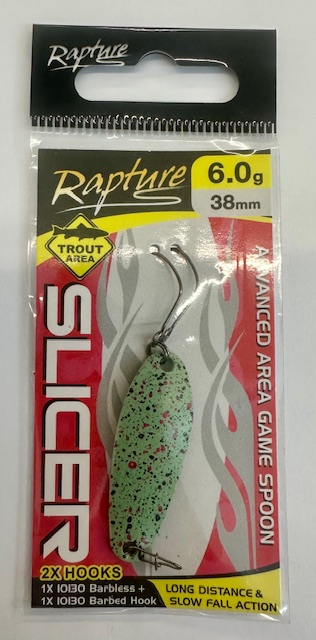 Rapture
Rapture
6.0g
38mm
TROUT
AREA
SLICER
ADVANCED AREA GAME SPOON
2X HOOKS
1X 10130 Barbless +
1X 10130 Barbed Hook
LONG DISTANCE &
SLOW FALL ACTION